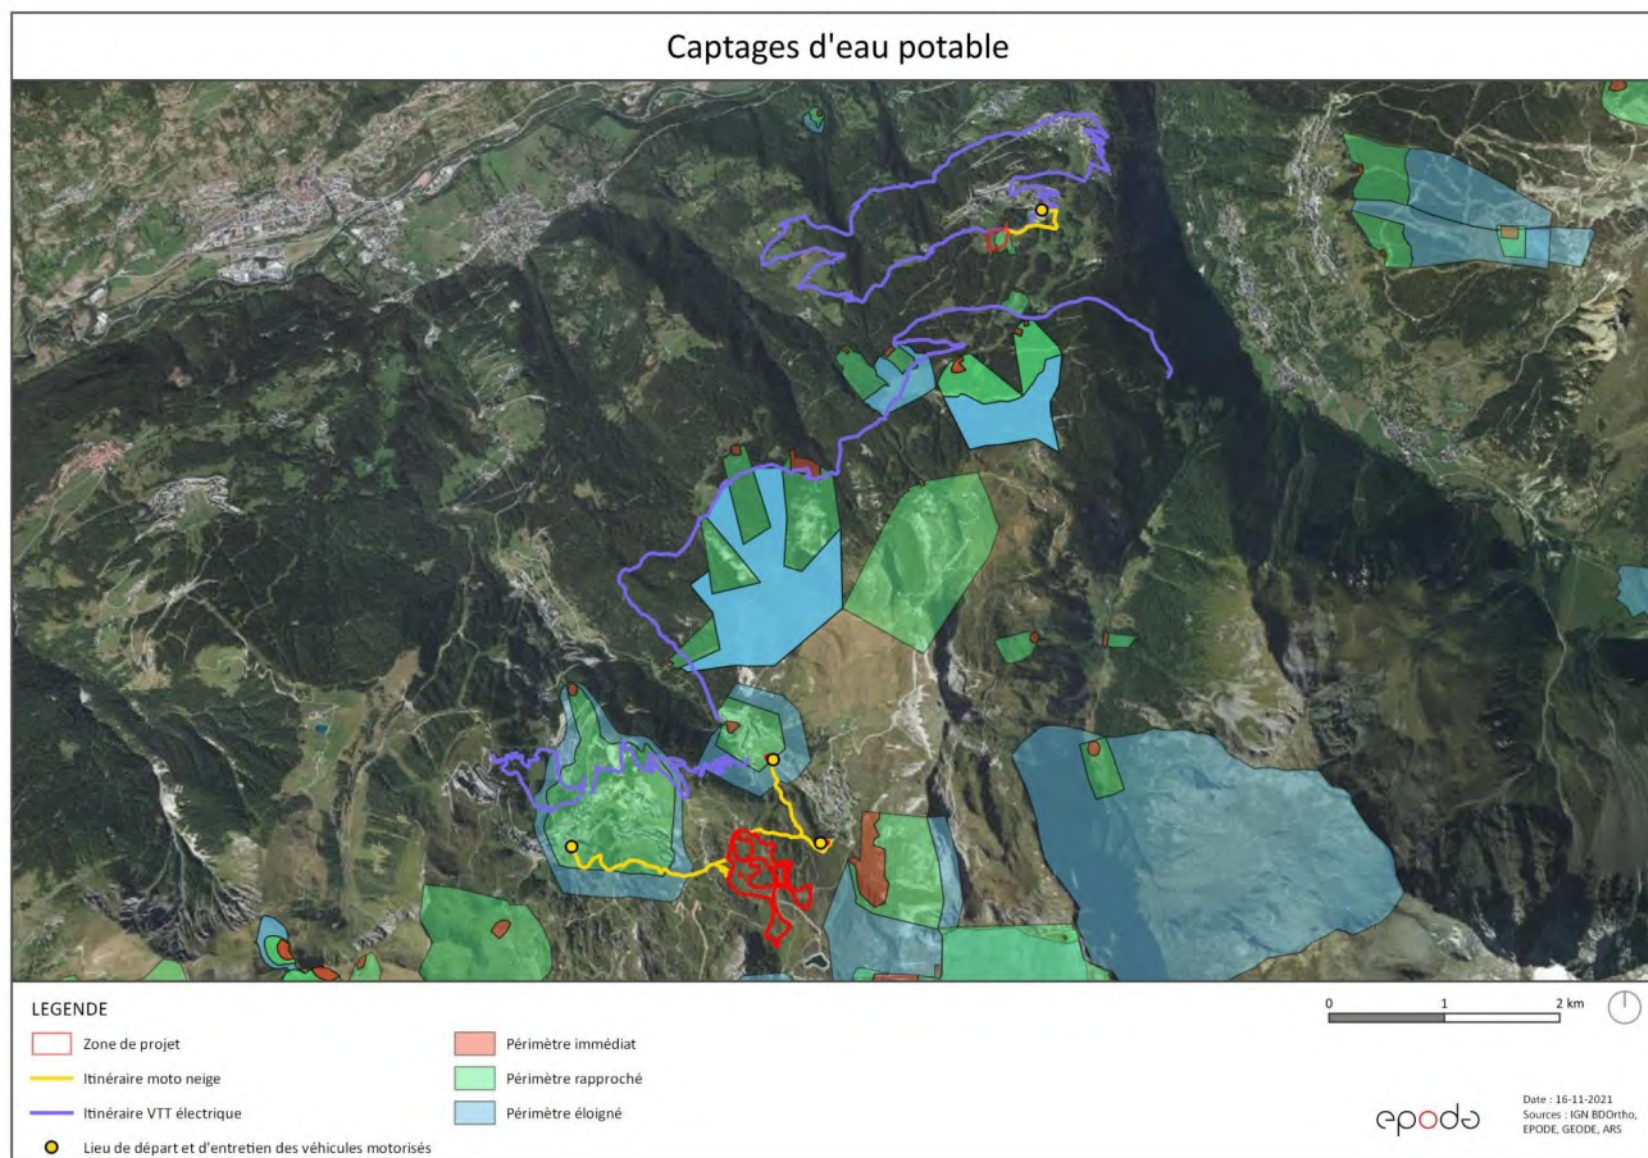 Captages d'eau potable
LEGENDE
Zone de projet
Itinéraire moto neige
Itinéraire VTT électrique
Lieu de départ et d'entretien des véhicules motorisés
Périmètre immédiat
Périmètre rapproché
Périmètre éloigné
0 1 2 km
epode
Date : 16-11-2021
Sources : IGN BDOrtho,
EPODE, GEODE, ARS